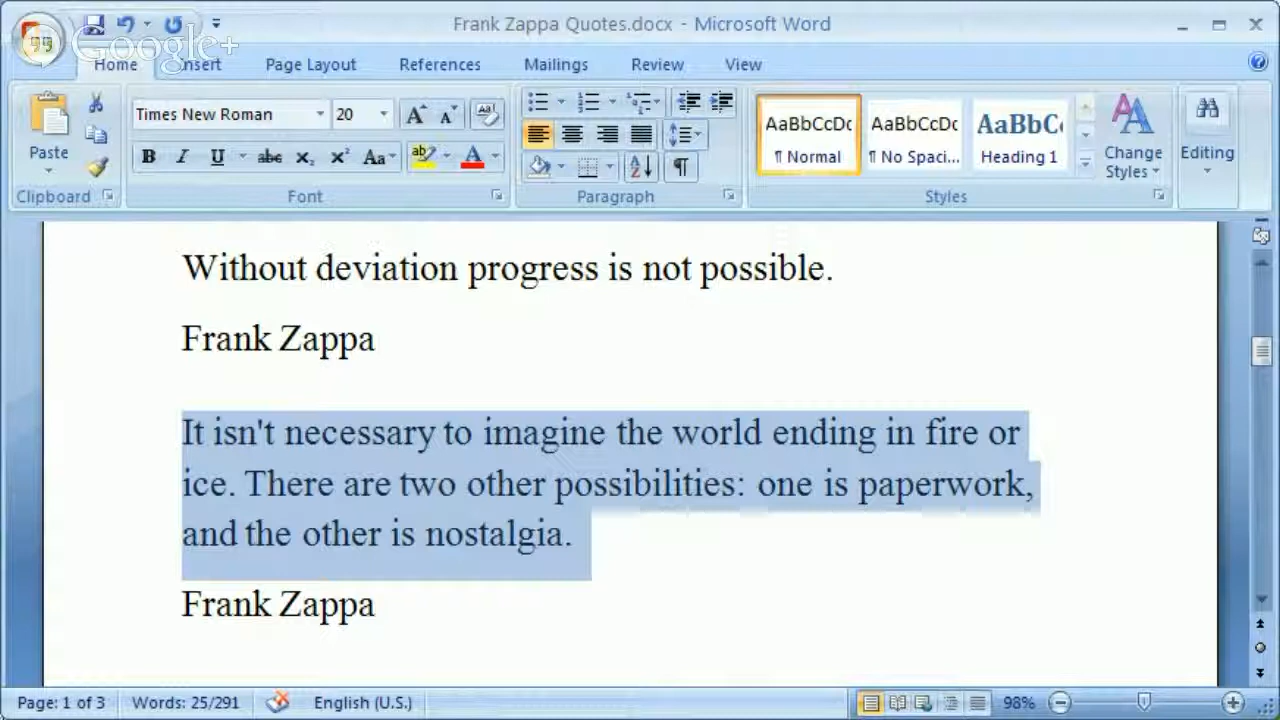 Frank Zappa Quotes.docx - Microsoft Word
Google+
Home Insert Page Layout References Mailings Review View
Times New Roman 20
Paste
AaBbCcDc AaBbCcDc AaBbC
¶ Normal ¶ No Spaci... Heading 1
Change Styles
Editing
Clipboard Font Paragraph Styles
Without deviation progress is not possible.
Frank Zappa
It isn't necessary to imagine the world ending in fire or
ice. There are two other possibilities: one is paperwork,
and the other is nostalgia.
Frank Zappa
Page: 1 of 3 Words: 25/291 English (U.S.) 98%